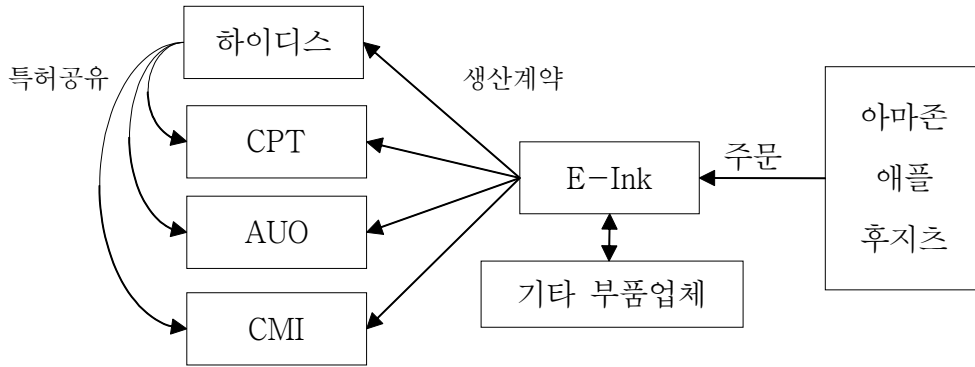 하이디스
특허공유
생산계약
CPT
E-Ink
주문
아마존
애플
후지츠
AUO
기타 부품업체
CMI